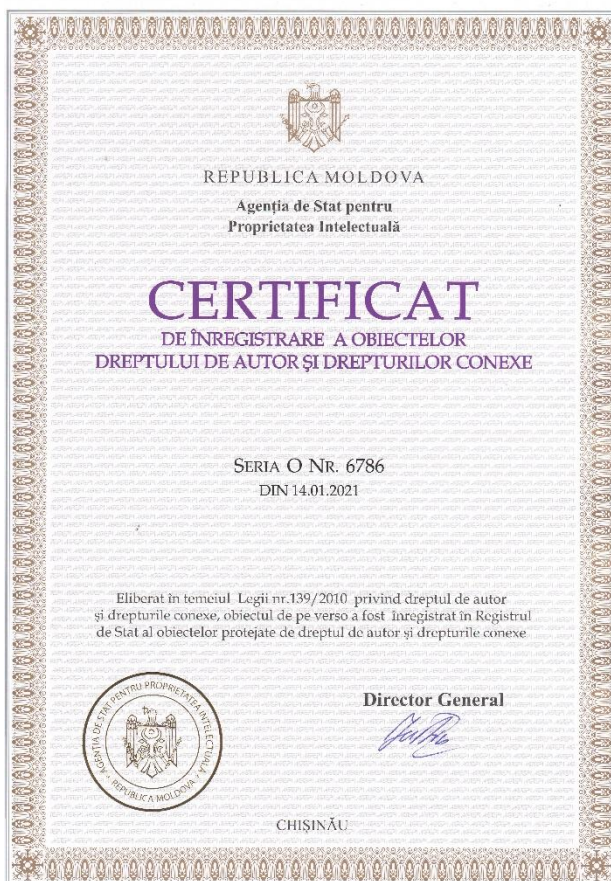 REPUBLICA MOLDOVA
Agenția de Stat pentru
Proprietatea Intelectuală
CERTIFICAT
DE ÎNREGISTRARE A OBIECTELOR
DREPTULUI DE AUTOR ȘI DREPTURILOR CONEXE
SERIA O NR. 6786
DIN 14.01.2021
Eliberat în temeiul Legii nr.139/2010 privind dreptul de autor
și drepturile conexe, obiectul de pe verso a fost înregistrat în Registrul
de Stat al obiectelor protejate de dreptul de autor și drepturile conexe
Director General
AGENȚIA DE STAT PENTRU PROPRIETATEA INTELECTUALĂ
REPUBLICA MOLDOVA
CHIȘINĂU